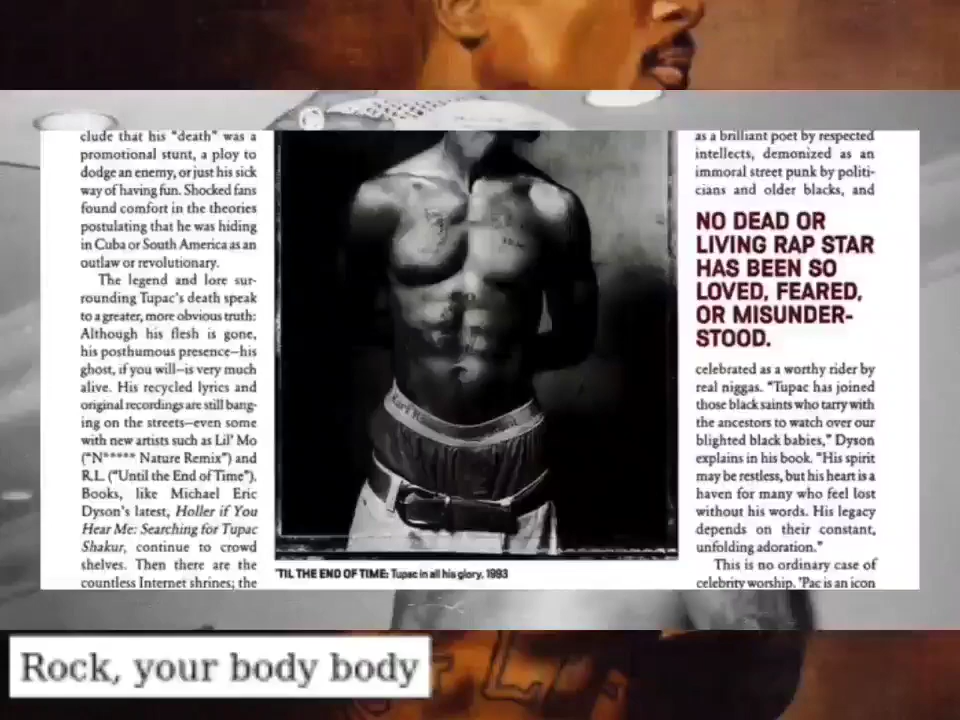 clude that his "death" was a
promotional stunt, a ploy to
dodge an enemy, or just his sick
way of having fun. Shocked fans
found comfort in the theories
postulating that he was hiding
in Cuba or South America as an
outlaw or revolutionary.
The legend and lore sur-
rounding Tupac's death speak
to a greater, more obvious truth:
Although his flesh is gone,
his posthumous presence—his
ghost, if you will—is very much
alive. His recycled lyrics and
original recordings are still bang-
ing on the streets—even some
with new artists such as Lil' Mo
("N***** Nature Remix") and
R.L. ("Until the End of Time").
Books, like Michael Eric
Dyson's latest, Holler if You
Hear Me: Searching for Tupac
Shakur, continue to crowd
shelves. Then there are the
countless Internet shrines; the
'TIL THE END OF TIME: Tupac in all his glory, 1993
as a brilliant poet by respected
intellects, demonized as an
immoral street punk by politi-
cians and older blacks, and
NO DEAD OR
LIVING RAP STAR
HAS BEEN SO
LOVED, FEARED,
OR MISUNDER-
STOOD.
celebrated as a worthy rider by
real niggas. "Tupac has joined
those black saints who tarry with
the ancestors to watch over our
blighted black babies," Dyson
explains in his book. "His spirit
may be restless, but his heart is a
haven for many who feel lost
without his words. His legacy
depends on their constant,
unfolding adoration."
This is no ordinary case of
celebrity worship. 'Pac is an icon
Rock, your body body